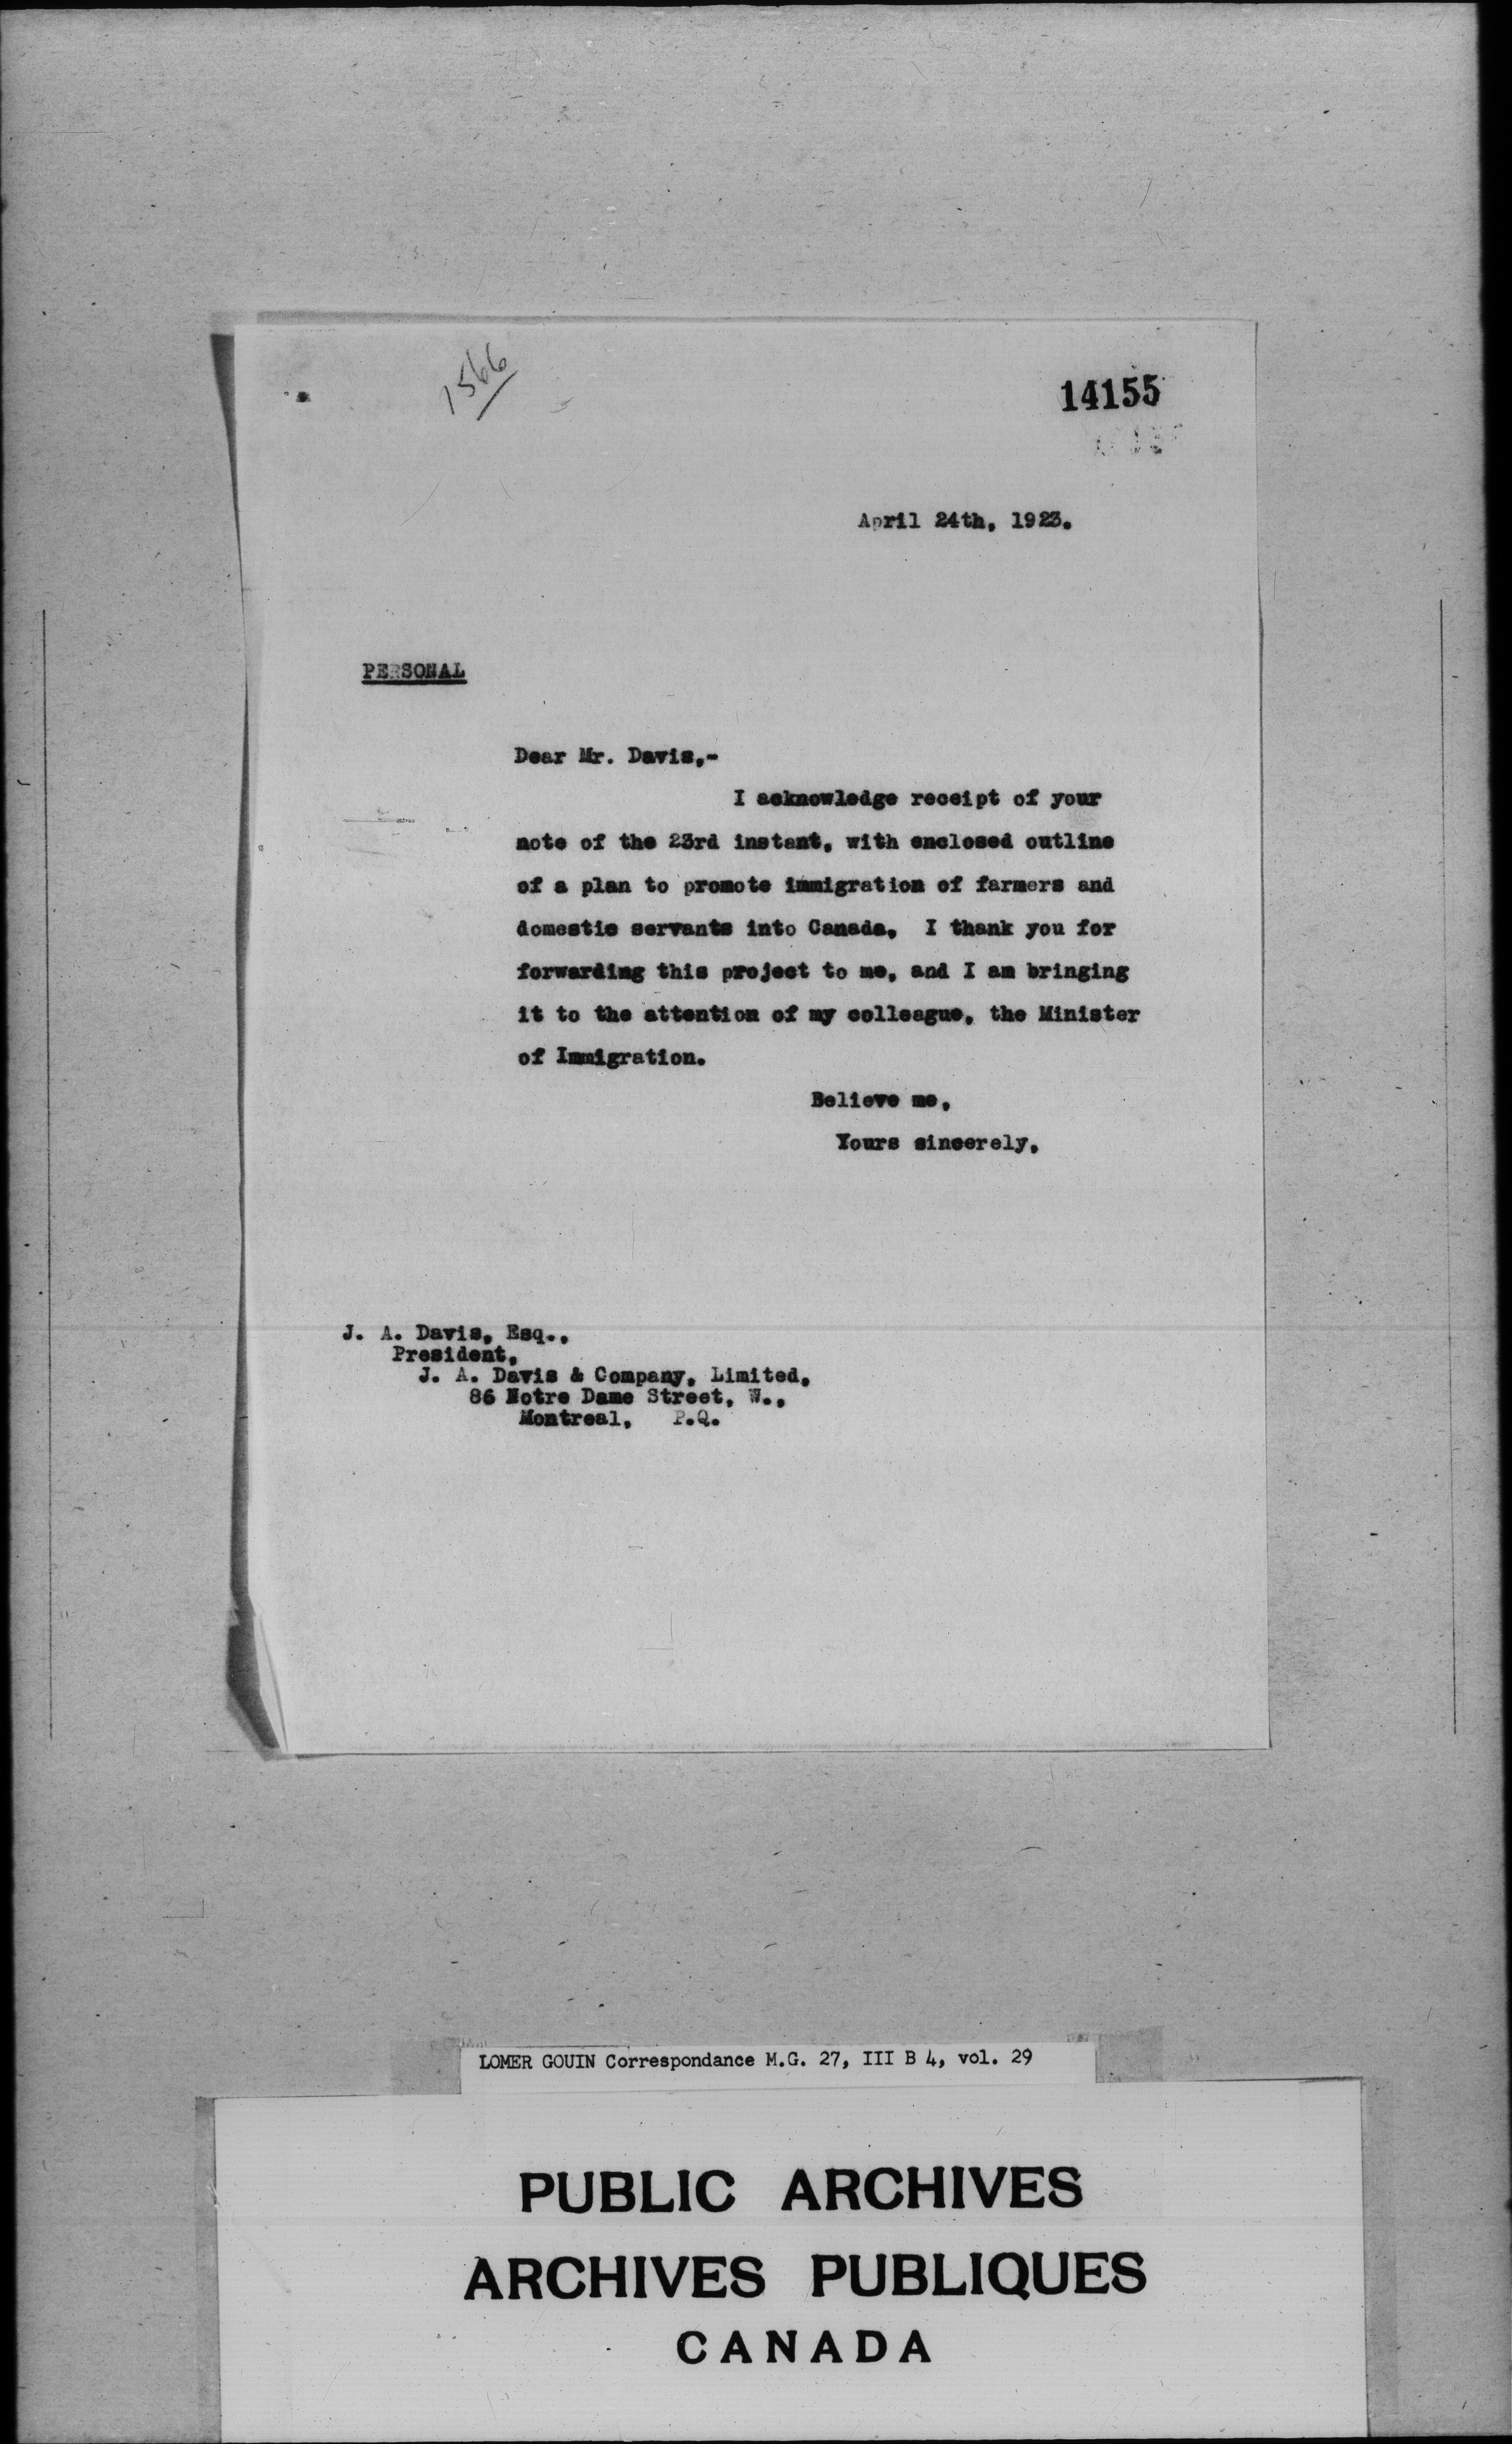 1566
14155
April 24th, 1923.
PERSONAL
Dear Mr. Davis,-
I acknowledge receipt of your
note of the 23rd instant, with enclosed outline
of a plan to promote immigration of farmers and
domestic servants into Canada. I thank you for
forwarding this project to me, and I am bringing
it to the attention of my colleague, the Minister
of Immigration.
Believe me,
Yours sincerely,
J. A. Davis, Esq.,
President,
J. A. Davis & Company, Limited,
86 Notre Dame Street, W.,
Montreal, P.Q.
LOMER GOUIN Correspondance M.G. 27, III B 4, vol. 29
PUBLIC ARCHIVES
ARCHIVES PUBLIQUES
CANADA